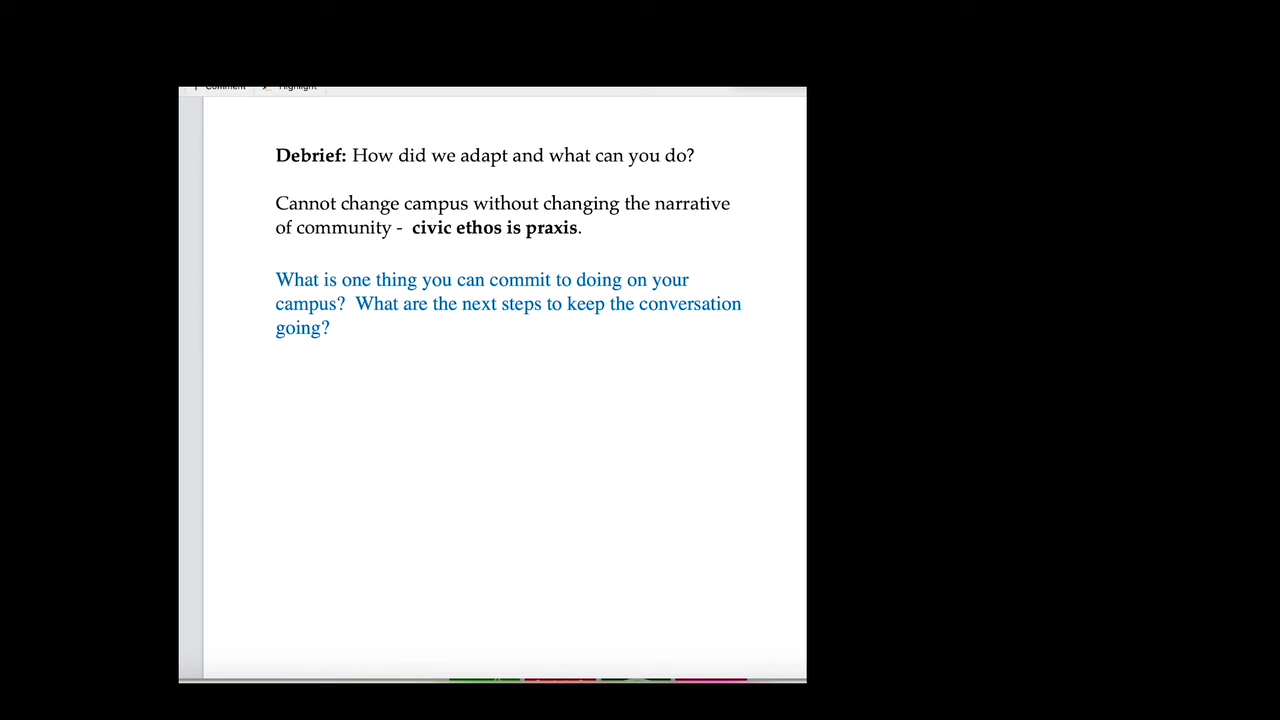 Comment Highlight
Debrief: How did we adapt and what can you do?
Cannot change campus without changing the narrative
of community - civic ethos is praxis.
What is one thing you can commit to doing on your
campus? What are the next steps to keep the conversation
going?